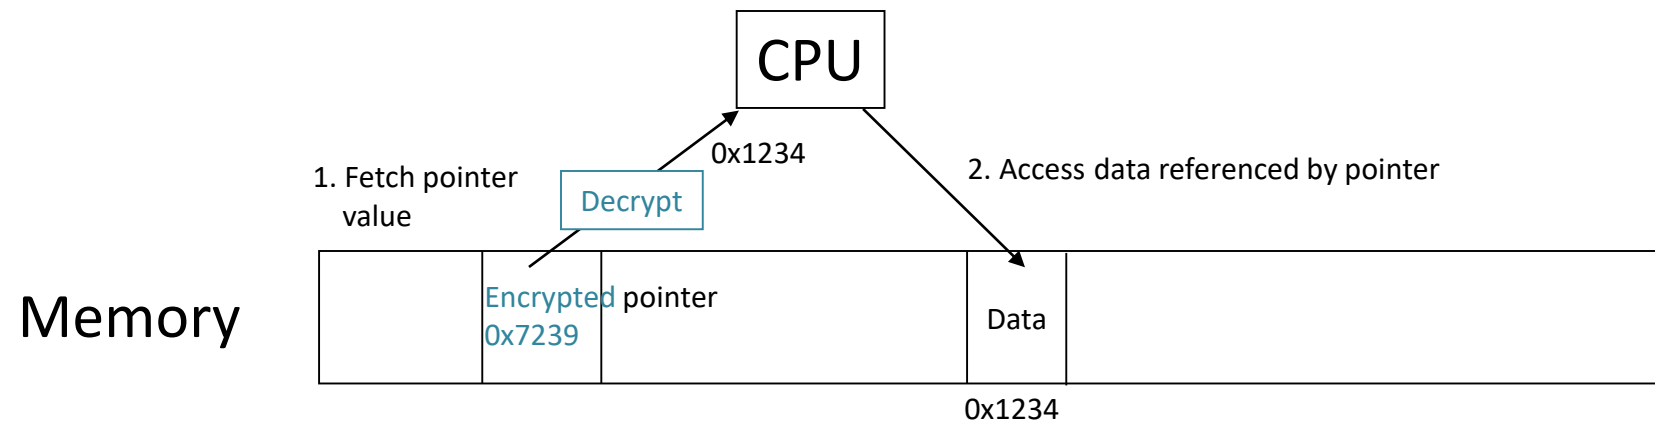 CPU
0x1234
1. Fetch pointer
value
2. Access data referenced by pointer
Decrypt
Memory
Encrypted pointer
0x7239
Data
0x1234